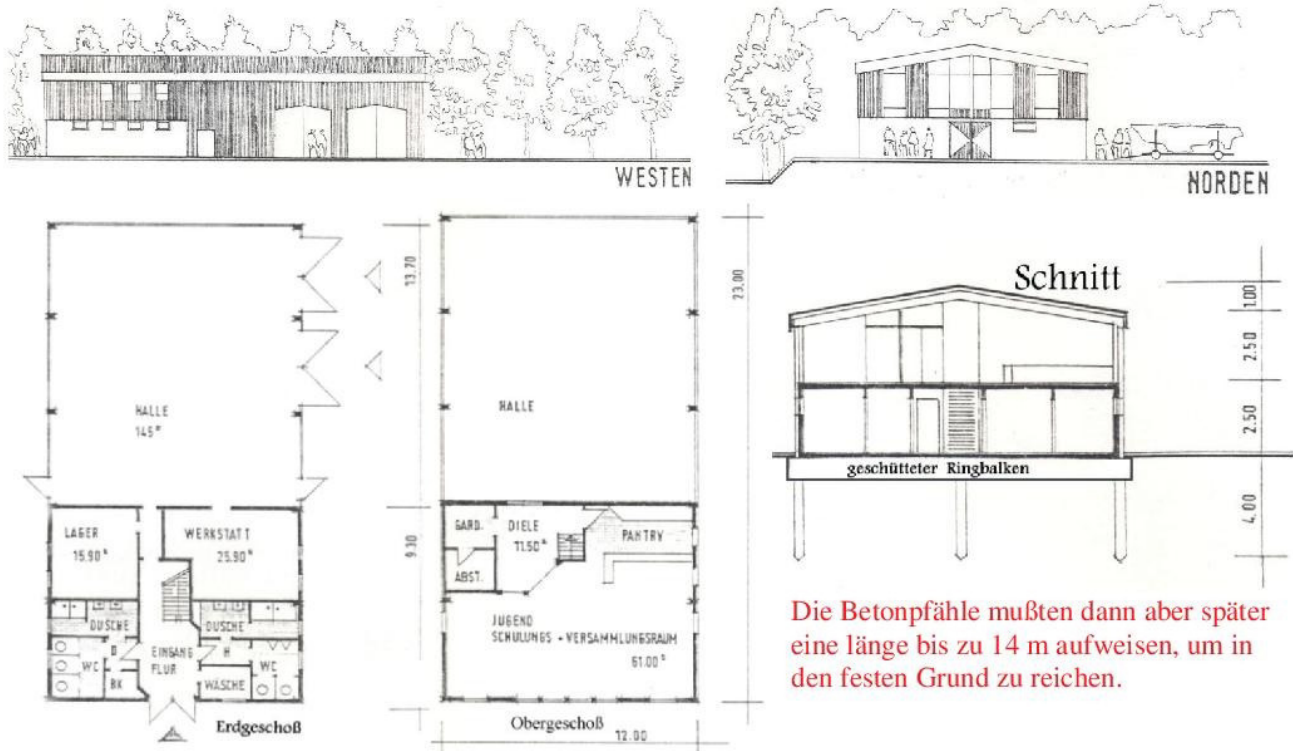 WESTEN
NORDEN
HALLE
145 m
LAGER
15.90 m
WERKSTATT
25.90 m
DUSCHE
DUSCHE
WC
D
BK
EINGANG
FLUR
H
WÄSCHE
WC
Erdgeschoß
13.70
9.30
HALLE
GARD.
DIELE
11.50 m
PANTRY
ABST.
JUGEND
SCHULUNGS + VERSAMMLUNGSRAUM
61.00 m
Obergeschoß
12.00
23.00
Schnitt
1.00
2.50
2.50
4.00
geschütteter Ringbalken
Die Betonpfähle mußten dann aber später
eine länge bis zu 14 m aufweisen, um in
den festen Grund zu reichen.